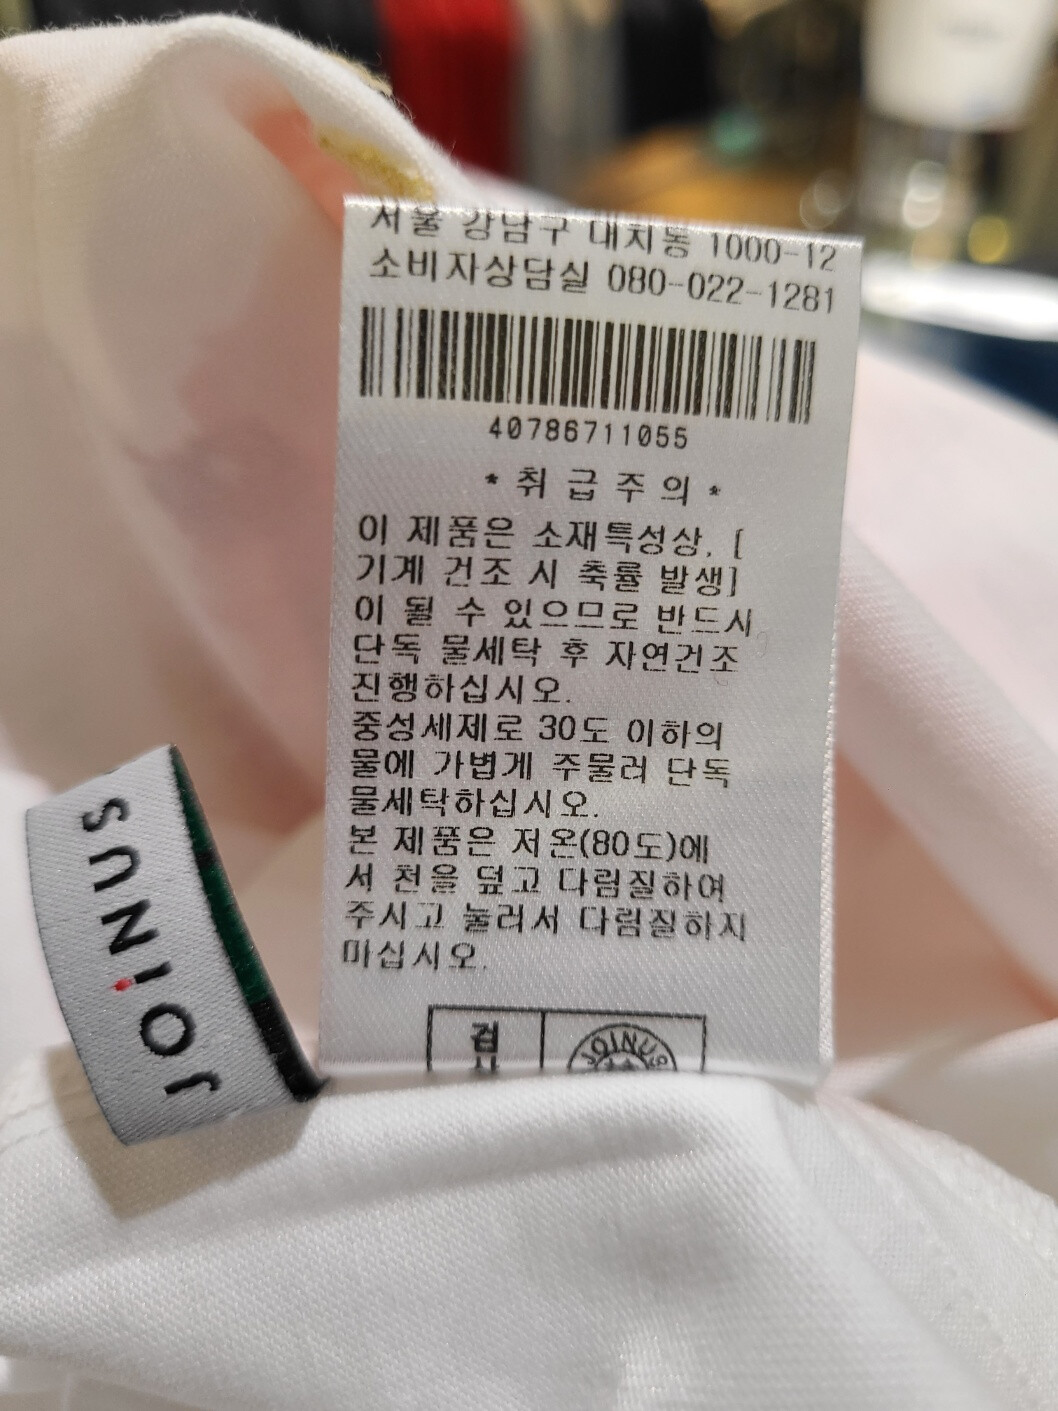 서울 강남구 대치동 1000-12
소비자상담실 080-022-1281
40786711055
* 취급주의 *
이 제품은 소재특성상, [
기계 건조 시 축률 발생]
이 될 수 있으므로 반드시
단독 물세탁 후 자연건조
진행하십시오.
중성세제로 30도 이하의
물에 가볍게 주물러 단독
물세탁하십시오.
본 제품은 저온(80도)에
서 천을 덮고 다림질하여
주시고 눌러서 다림질하지
마십시오.
검
JOINUS
JOiNUS